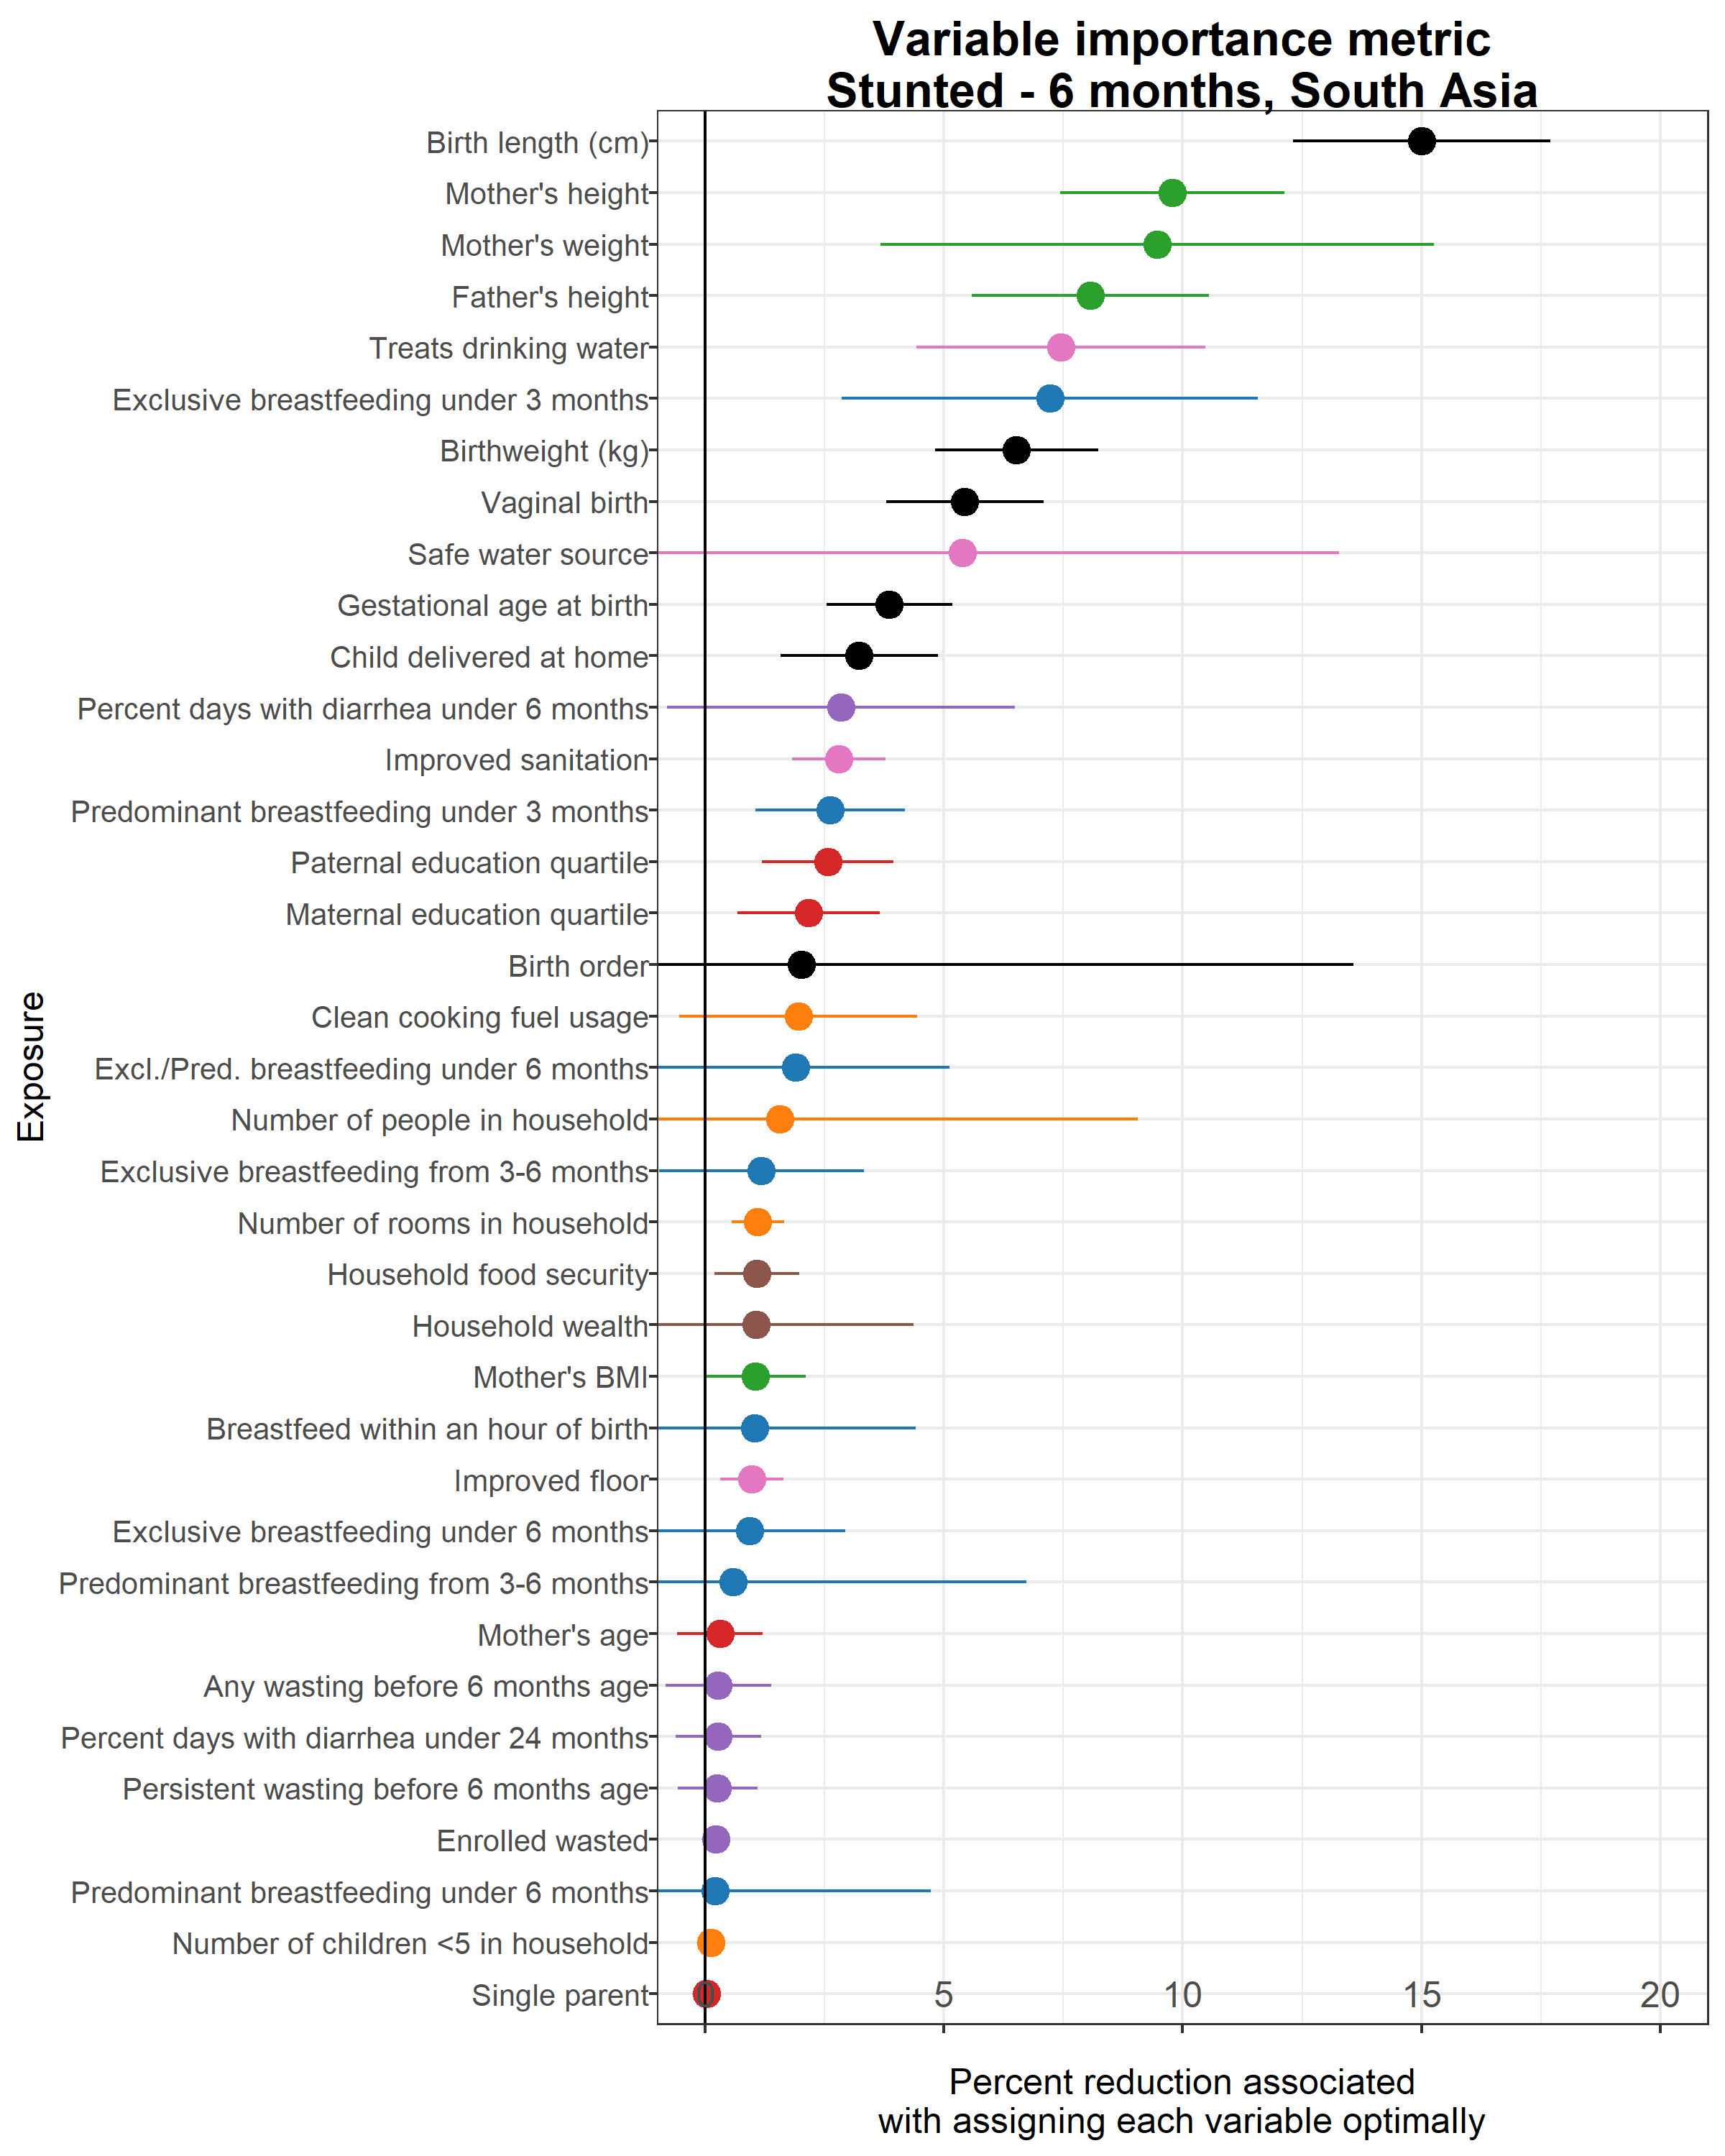 Variable importance metric
Stunted - 6 months, South Asia
Birth length (cm)
Mother's height
Mother's weight
Father's height
Treats drinking water
Exclusive breastfeeding under 3 months
Birthweight (kg)
Vaginal birth
Safe water source
Gestational age at birth
Child delivered at home
Percent days with diarrhea under 6 months
Improved sanitation
Predominant breastfeeding under 3 months
Paternal education quartile
Maternal education quartile
Birth order
Clean cooking fuel usage
Excl./Pred. breastfeeding under 6 months
Number of people in household
Exclusive breastfeeding from 3-6 months
Number of rooms in household
Household food security
Household wealth
Mother's BMI
Breastfeed within an hour of birth
Improved floor
Exclusive breastfeeding under 6 months
Predominant breastfeeding from 3-6 months
Mother's age
Any wasting before 6 months age
Percent days with diarrhea under 24 months
Persistent wasting before 6 months age
Enrolled wasted
Predominant breastfeeding under 6 months
Number of children <5 in household
Single parent
Exposure
0 5 10 15 20
Percent reduction associated
with assigning each variable optimally